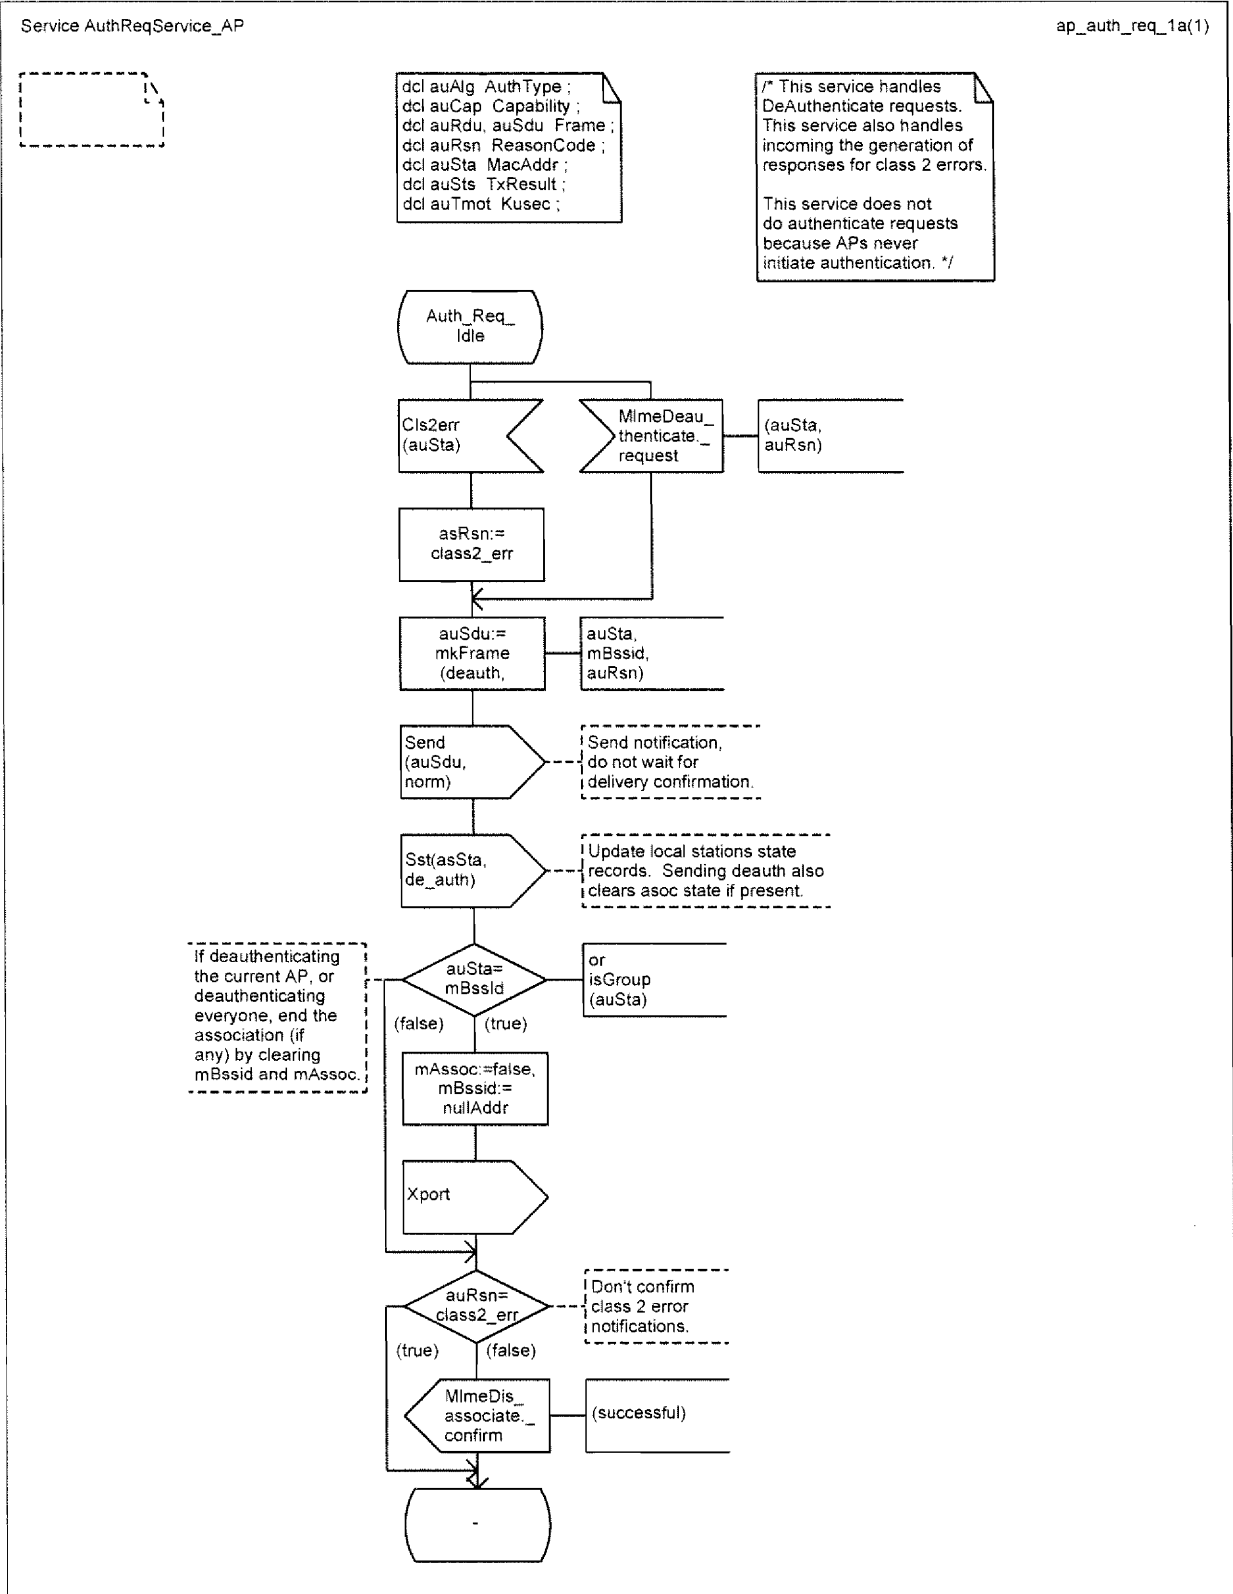 Service AuthReqService_AP
ap_auth_req_1a(1)
dcl auAlg AuthType ;
dcl auCap Capability ;
dcl auRdu, auSdu Frame ;
dcl auRsn ReasonCode ;
dcl auSta MacAddr ;
dcl auSts TxResult ;
dcl auTmot Kusec ;
/* This service handles
DeAuthenticate requests.
This service also handles
incoming the generation of
responses for class 2 errors.
This service does not
do authenticate requests
because APs never
initiate authentication. */
Auth_Req_
Idle
Cls2err
(auSta)
MlmeDeau_
thenticate._
request
(auSta,
auRsn)
asRsn:=
class2_err
auSdu:=
mkFrame
(deauth,
auSta,
mBssid,
auRsn)
Send
(auSdu,
norm)
Send notification,
do not wait for
delivery confirmation.
Sst(asSta,
de_auth)
Update local stations state
records. Sending deauth also
clears asoc state if present.
If deauthenticating
the current AP, or
deauthenticating
everyone, end the
association (if
any) by clearing
mBssid and mAssoc.
auSta=
mBssId
or
isGroup
(auSta)
(false)
(true)
mAssoc:=false,
mBssid:=
nullAddr
Xport
auRsn=
class2_err
Don't confirm
class 2 error
notifications.
(true)
(false)
MlmeDis_
associate._
confirm
(successful)
-